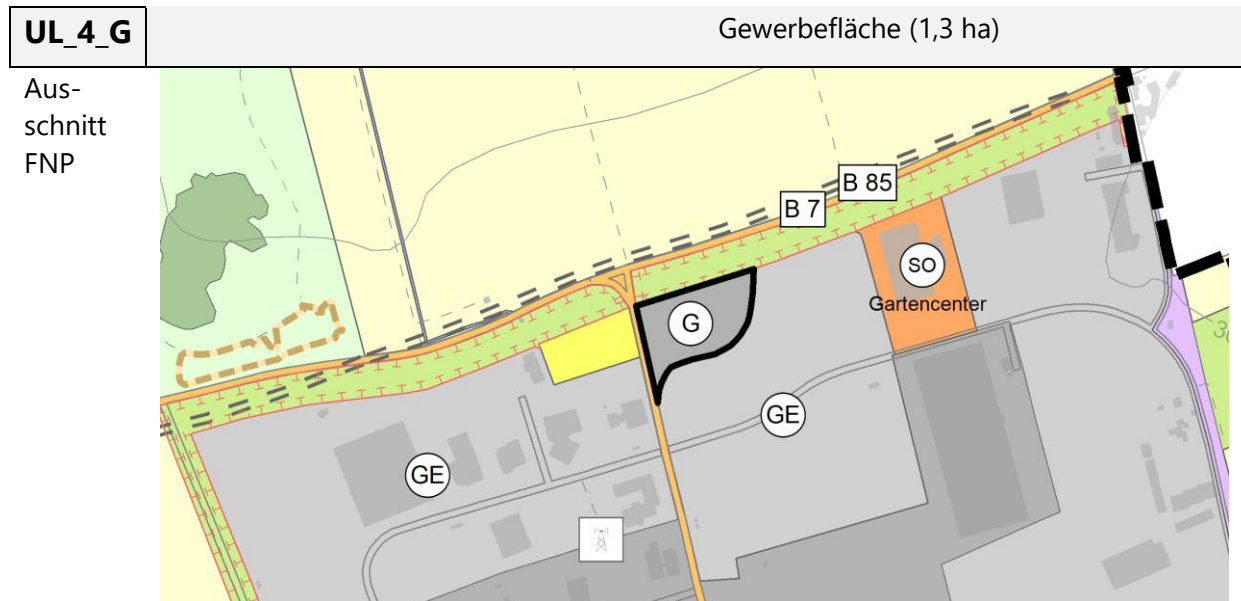 UL_4_G
Gewerbefläche (1,3 ha)
Aus-
schnitt
FNP
B 85
B 7
SO
Gartencenter
G
GE
GE